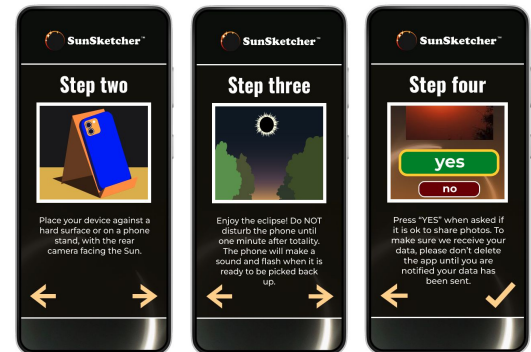 SunSketcher™
Step two
Place your device against a
hard surface or on a phone
stand, with the rear
camera facing the Sun.
SunSketcher™
Step three
Enjoy the eclipse! Do NOT
disturb the phone until
one minute after totality.
The phone will make a
sound and flash when it is
ready to be picked back
up.
SunSketcher™
Step four
yes
no
Press “YES” when asked if
it is ok to share photos. To
make sure we receive your
data, please don’t delete
the app until you are
notified your data has
been sent.